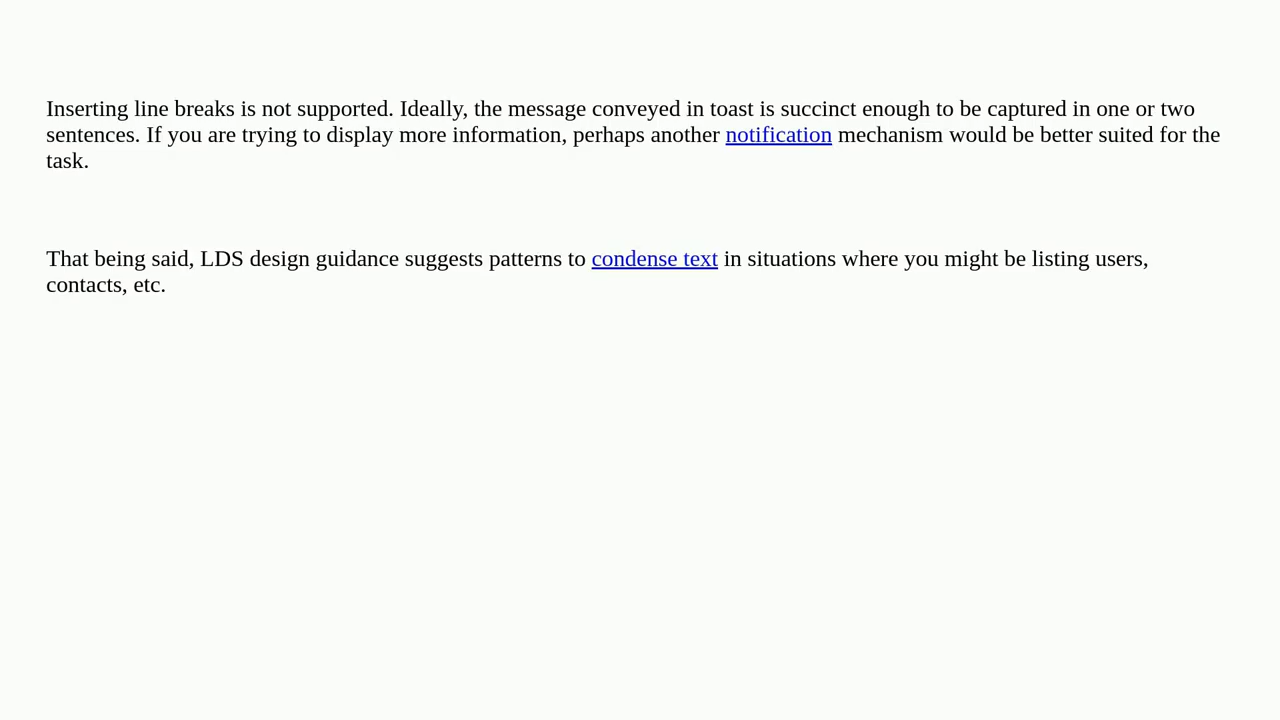 Inserting line breaks is not supported. Ideally, the message conveyed in toast is succinct enough to be captured in one or two
sentences. If you are trying to display more information, perhaps another notification mechanism would be better suited for the
task.
That being said, LDS design guidance suggests patterns to condense text in situations where you might be listing users,
contacts, etc.